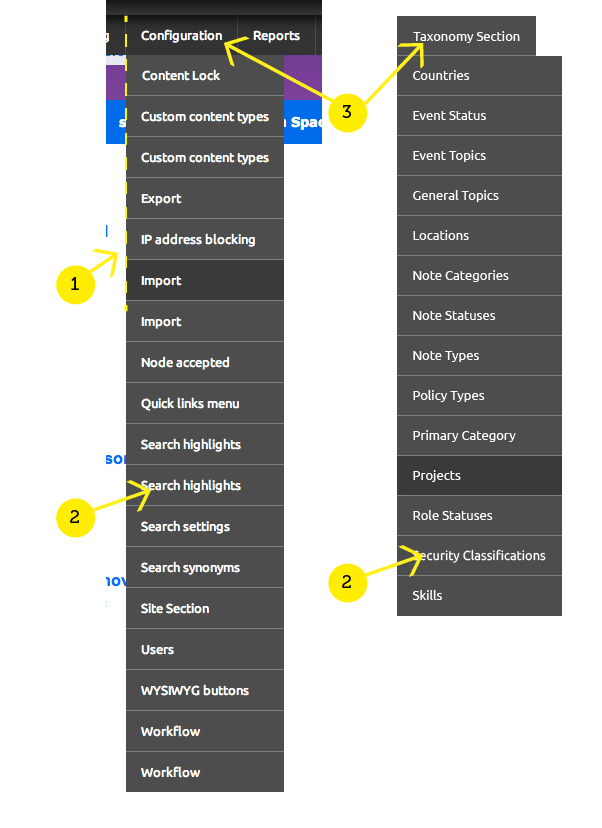 Configuration
Reports
Content Lock
Custom content types
Custom content types
Export
IP address blocking
Import
Import
Node accepted
Quick links menu
Search highlights
Search highlights
Search settings
Search synonyms
Site Section
Users
WYSIWYG buttons
Workflow
Workflow
1
2
3
Taxonomy Section
Countries
Event Status
Event Topics
General Topics
Locations
Note Categories
Note Statuses
Note Types
Policy Types
Primary Category
Projects
Role Statuses
Security Classifications
Skills
2